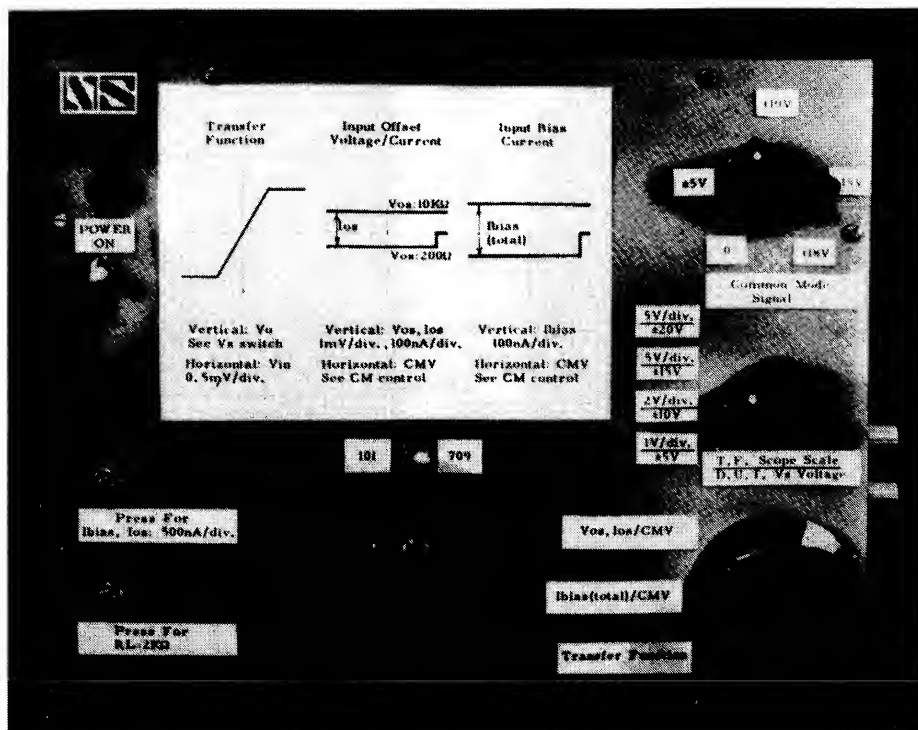 NS
Transfer
Function
Input Offset
Voltage/Current
Input Bias
Current
Vos:10KΩ
Ios
Vos:200Ω
Ibias
(total)
Vertical: Vo
See Vs switch
Horizontal: Vin
0.5mV/div.
Vertical: Vos, Ios
1mV/div., 100nA/div.
Horizontal: CMV
See CM control
Vertical: Ibias
100nA/div.
Horizontal: CMV
See CM control
POWER
ON
±10V
±5V
0
±18V
Common Mode
Signal
5V/div.
±20V
5V/div.
±15V
2V/div.
±10V
1V/div.
±5V
T.F. Scope Scale
D.U.T. Vs Voltage
101
709
Press For
Ibias, Ios: 500nA/div.
Press For
RL-2KΩ
Vos, Ios/CMV
Ibias(total)/CMV
Transfer Function